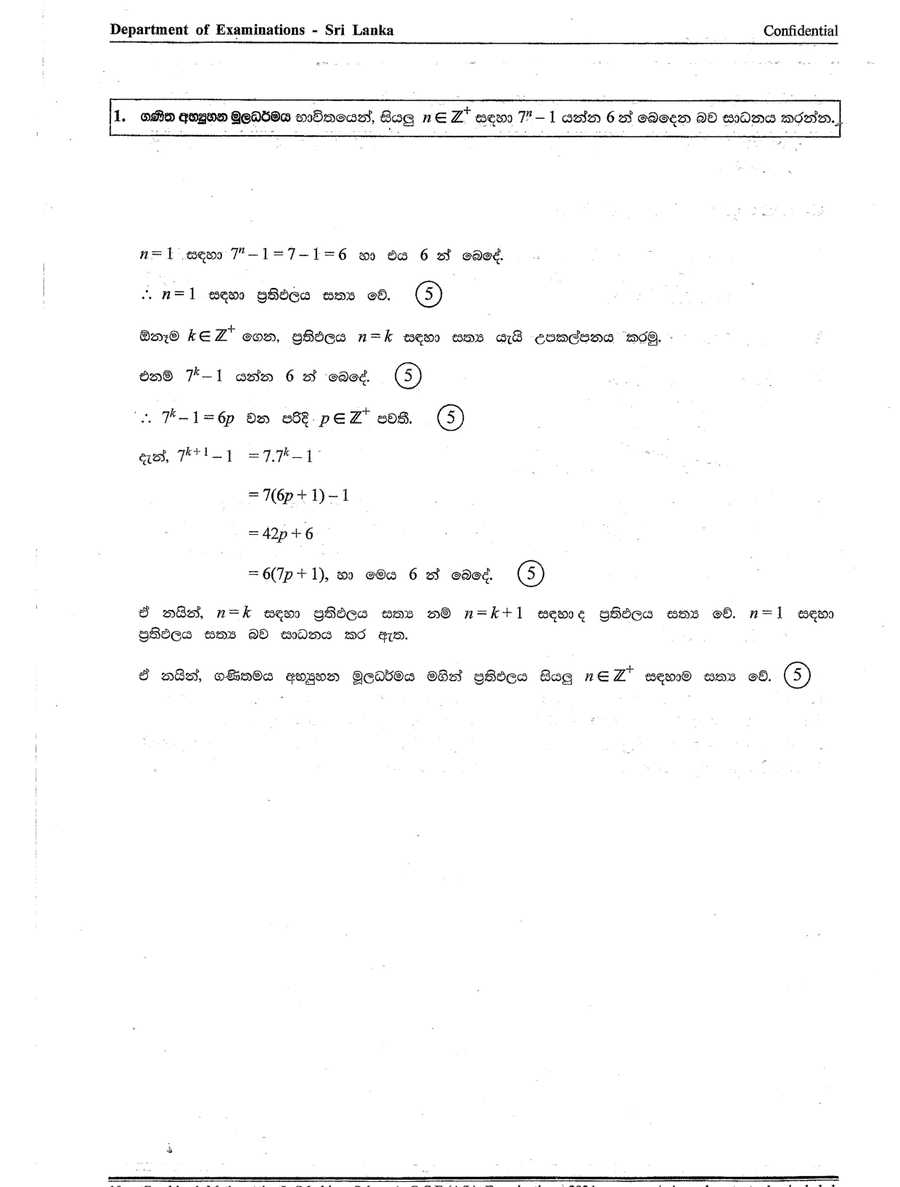 Department of Examinations - Sri Lanka Confidential
1. ගණිත අභ්‍යුහන මූලධර්මය භාවිතයෙන්, සියලු n ∈ ℤ⁺ සඳහා 7ⁿ – 1 යන්න 6 න් බෙදෙන බව සාධනය කරන්න.
n = 1 සඳහා 7ⁿ – 1 = 7 – 1 = 6 හා එය 6 න් බෙදේ.
∴ n = 1 සඳහා ප්‍රතිඵලය සත්‍ය වේ. 5
ඕනෑම k ∈ ℤ⁺ ගෙන, ප්‍රතිඵලය n = k සඳහා සත්‍ය යැයි උපකල්පනය කරමු.
එනම් 7ᵏ – 1 යන්න 6 න් බෙදේ. 5
∴ 7ᵏ – 1 = 6p වන පරිදි p ∈ ℤ⁺ පවතී. 5
දැන්, 7ᵏ⁺¹ – 1 = 7.7ᵏ – 1
= 7(6p + 1) – 1
= 42p + 6
= 6(7p + 1), හා මෙය 6 න් බෙදේ. 5
ඒ නයින්, n = k සඳහා ප්‍රතිඵලය සත්‍ය නම් n = k + 1 සඳහා ද ප්‍රතිඵලය සත්‍ය වේ. n = 1 සඳහා
ප්‍රතිඵලය සත්‍ය බව සාධනය කර ඇත.
ඒ නයින්, ගණිතමය අභ්‍යුහන මූලධර්මය මගින් ප්‍රතිඵලය සියලු n ∈ ℤ⁺ සඳහාම සත්‍ය වේ. 5